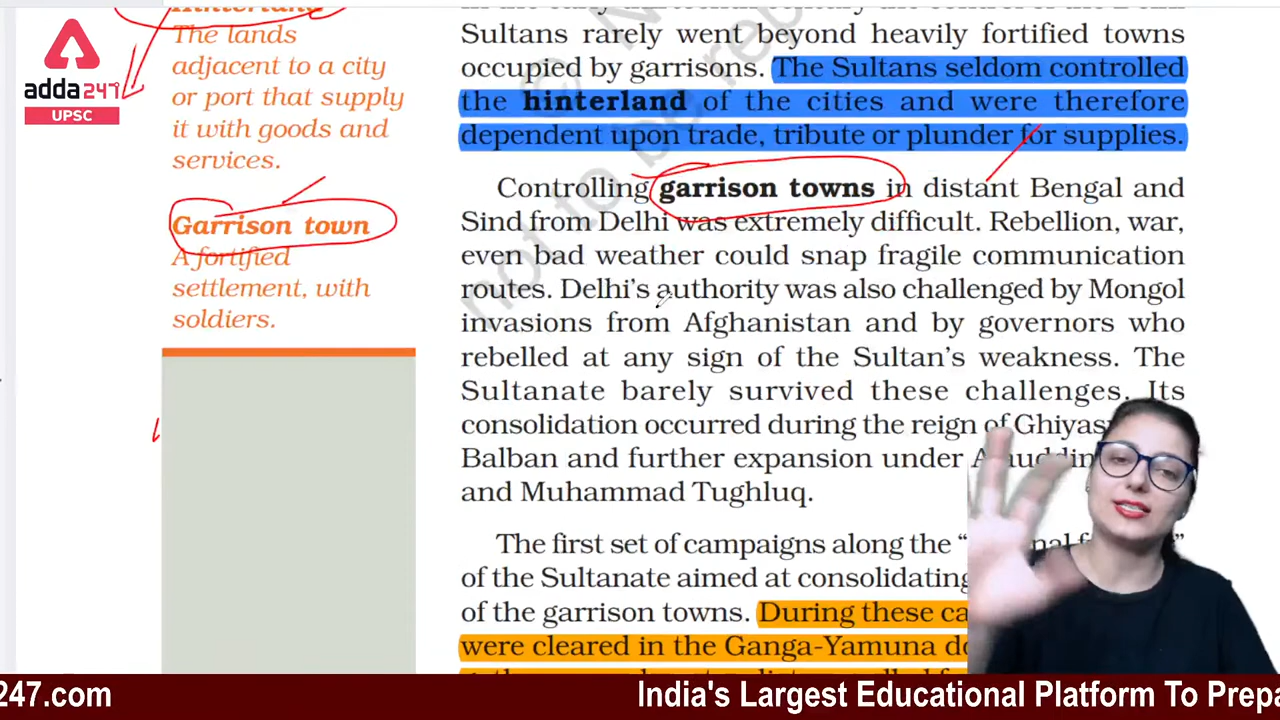 Hinterland
The lands
adjacent to a city
or port that supply
it with goods and
services.
Garrison town
A fortified
settlement, with
soldiers.
adda 247
UPSC
Sultans rarely went beyond heavily fortified towns
occupied by garrisons. The Sultans seldom controlled
the hinterland of the cities and were therefore
dependent upon trade, tribute or plunder for supplies.
Controlling garrison towns in distant Bengal and
Sind from Delhi was extremely difficult. Rebellion, war,
even bad weather could snap fragile communication
routes. Delhi's authority was also challenged by Mongol
invasions from Afghanistan and by governors who
rebelled at any sign of the Sultan's weakness. The
Sultanate barely survived these challenges. Its
consolidation occurred during the reign of Ghiyas
Balban and further expansion under
and Muhammad Tughluq.
The first set of campaigns along the "
of the Sultanate aimed at consolidating
of the garrison towns. During these ca
were cleared in the Ganga-Yamuna do
not to be rep
247.com
India's Largest Educational Platform To Prepa